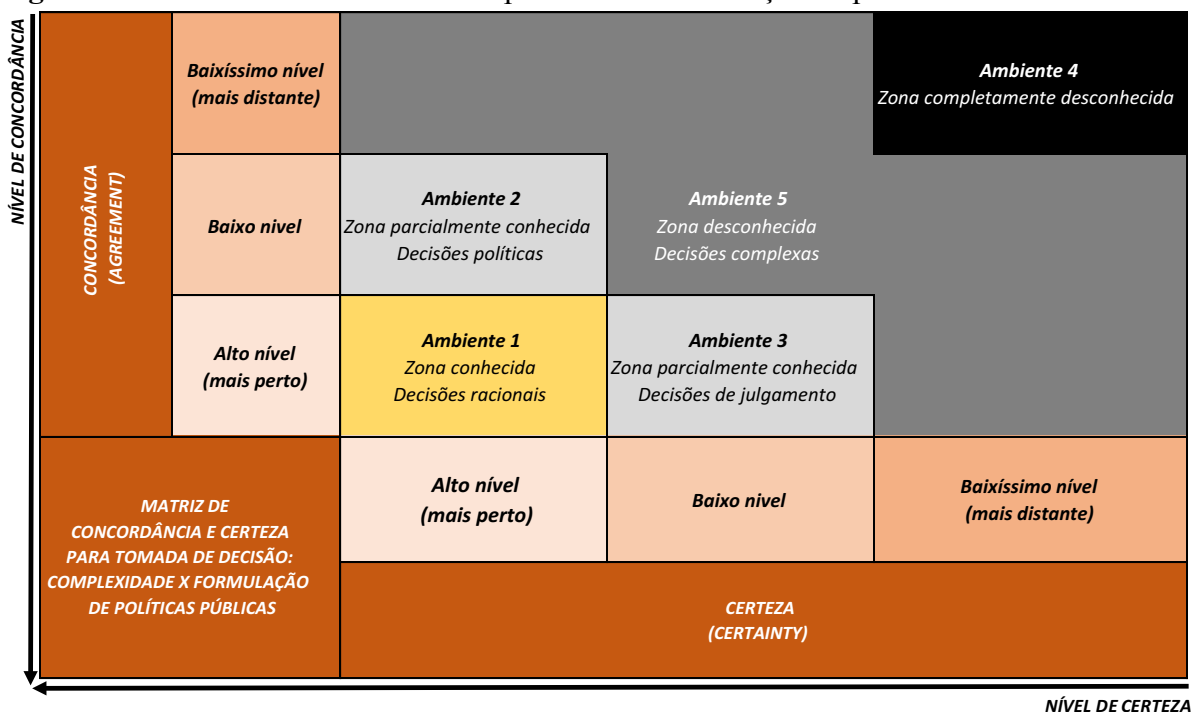 NÍVEL DE CONCORDÂNCIA
CONCORDÂNCIA
(AGREEMENT)
Baixíssimo nível
(mais distante)
Ambiente 4
Zona completamente desconhecida
Baixo nivel
Ambiente 2
Zona parcialmente conhecida
Decisões políticas
Ambiente 5
Zona desconhecida
Decisões complexas
Alto nível
(mais perto)
Ambiente 1
Zona conhecida
Decisões racionais
Ambiente 3
Zona parcialmente conhecida
Decisões de julgamento
MATRIZ DE
CONCORDÂNCIA E CERTEZA
PARA TOMADA DE DECISÃO:
COMPLEXIDADE X FORMULAÇÃO
DE POLÍTICAS PÚBLICAS
Alto nível
(mais perto)
Baixo nivel
Baixíssimo nível
(mais distante)
CERTEZA
(CERTAINTY)
NÍVEL DE CERTEZA